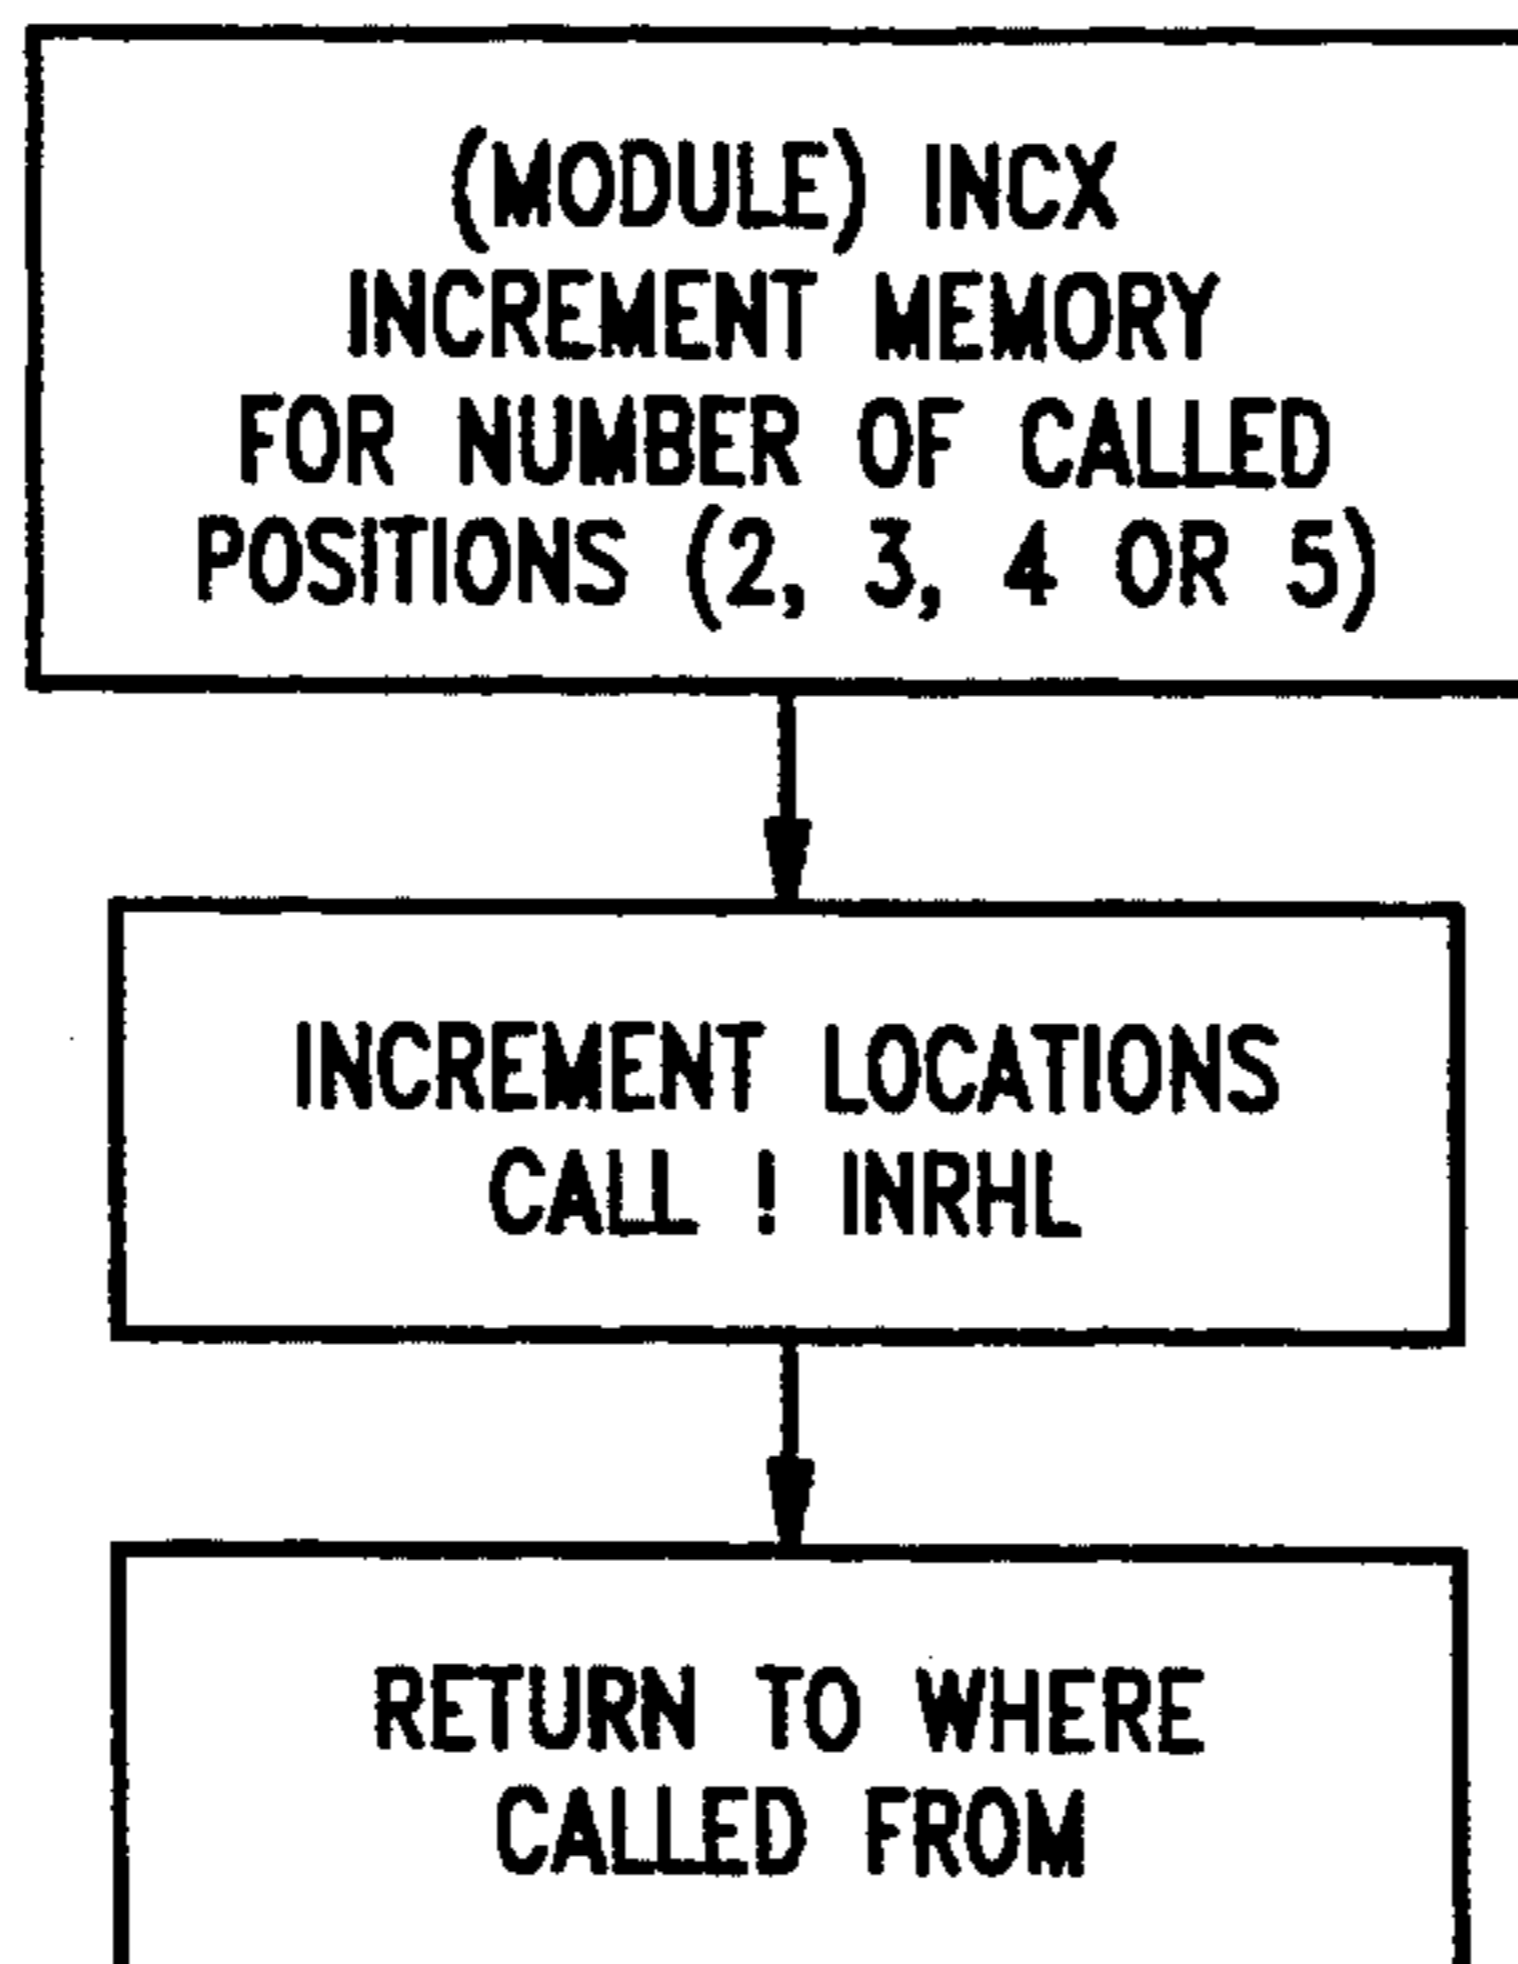 (MODULE) INCX
INCREMENT MEMORY
FOR NUMBER OF CALLED
POSITIONS (2, 3, 4 OR 5)
INCREMENT LOCATIONS
CALL ! INRHL
RETURN TO WHERE
CALLED FROM